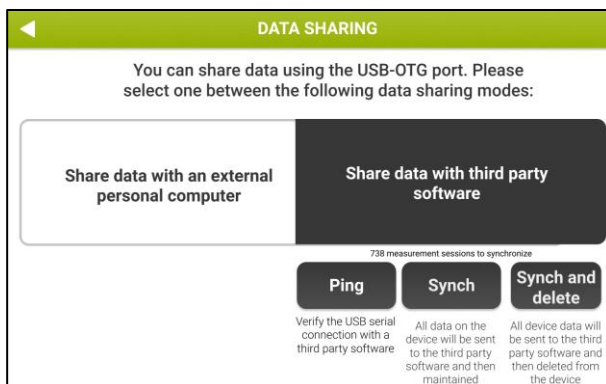 DATA SHARING
You can share data using the USB-OTG port. Please
select one between the following data sharing modes:
Share data with an external
personal computer
Share data with third party
software
738 measurement sessions to synchronize
Ping
Verify the USB serial
connection with a
third party software
Synch
All data on the
device will be sent
to the third party
software and then
maintained
Synch and
delete
All device data will
be sent to the third
party software and
then deleted from
the device